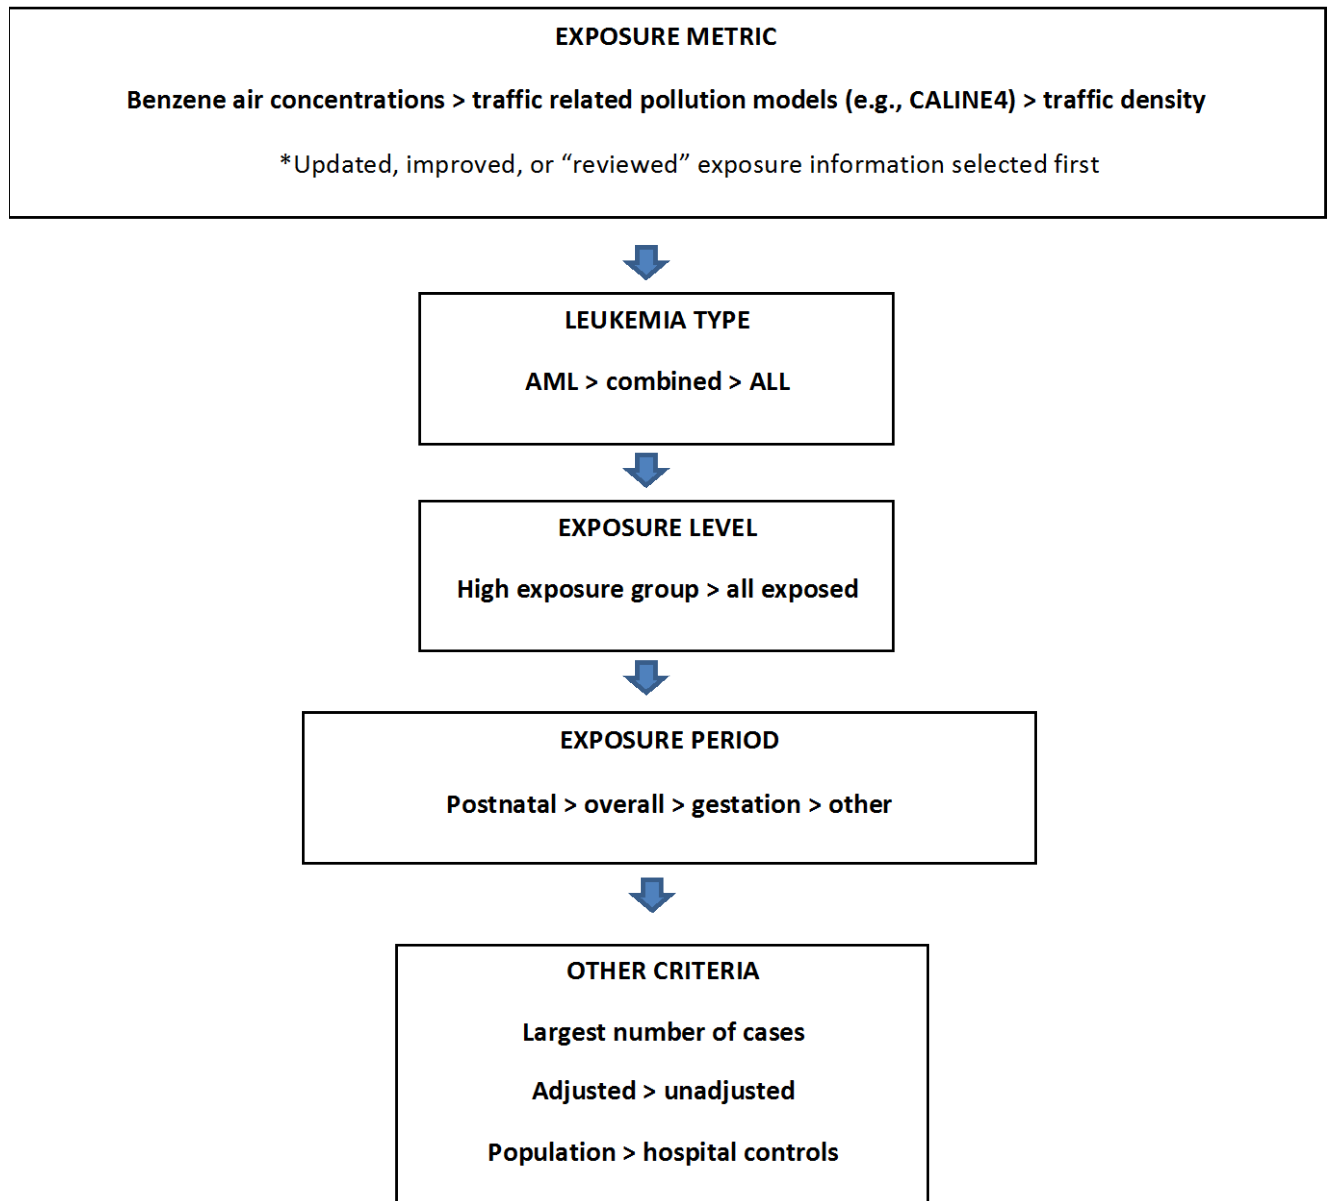 EXPOSURE METRIC
Benzene air concentrations > traffic related pollution models (e.g., CALINE4) > traffic density
*Updated, improved, or “reviewed” exposure information selected first
LEUKEMIA TYPE
AML > combined > ALL
EXPOSURE LEVEL
High exposure group > all exposed
EXPOSURE PERIOD
Postnatal > overall > gestation > other
OTHER CRITERIA
Largest number of cases
Adjusted > unadjusted
Population > hospital controls